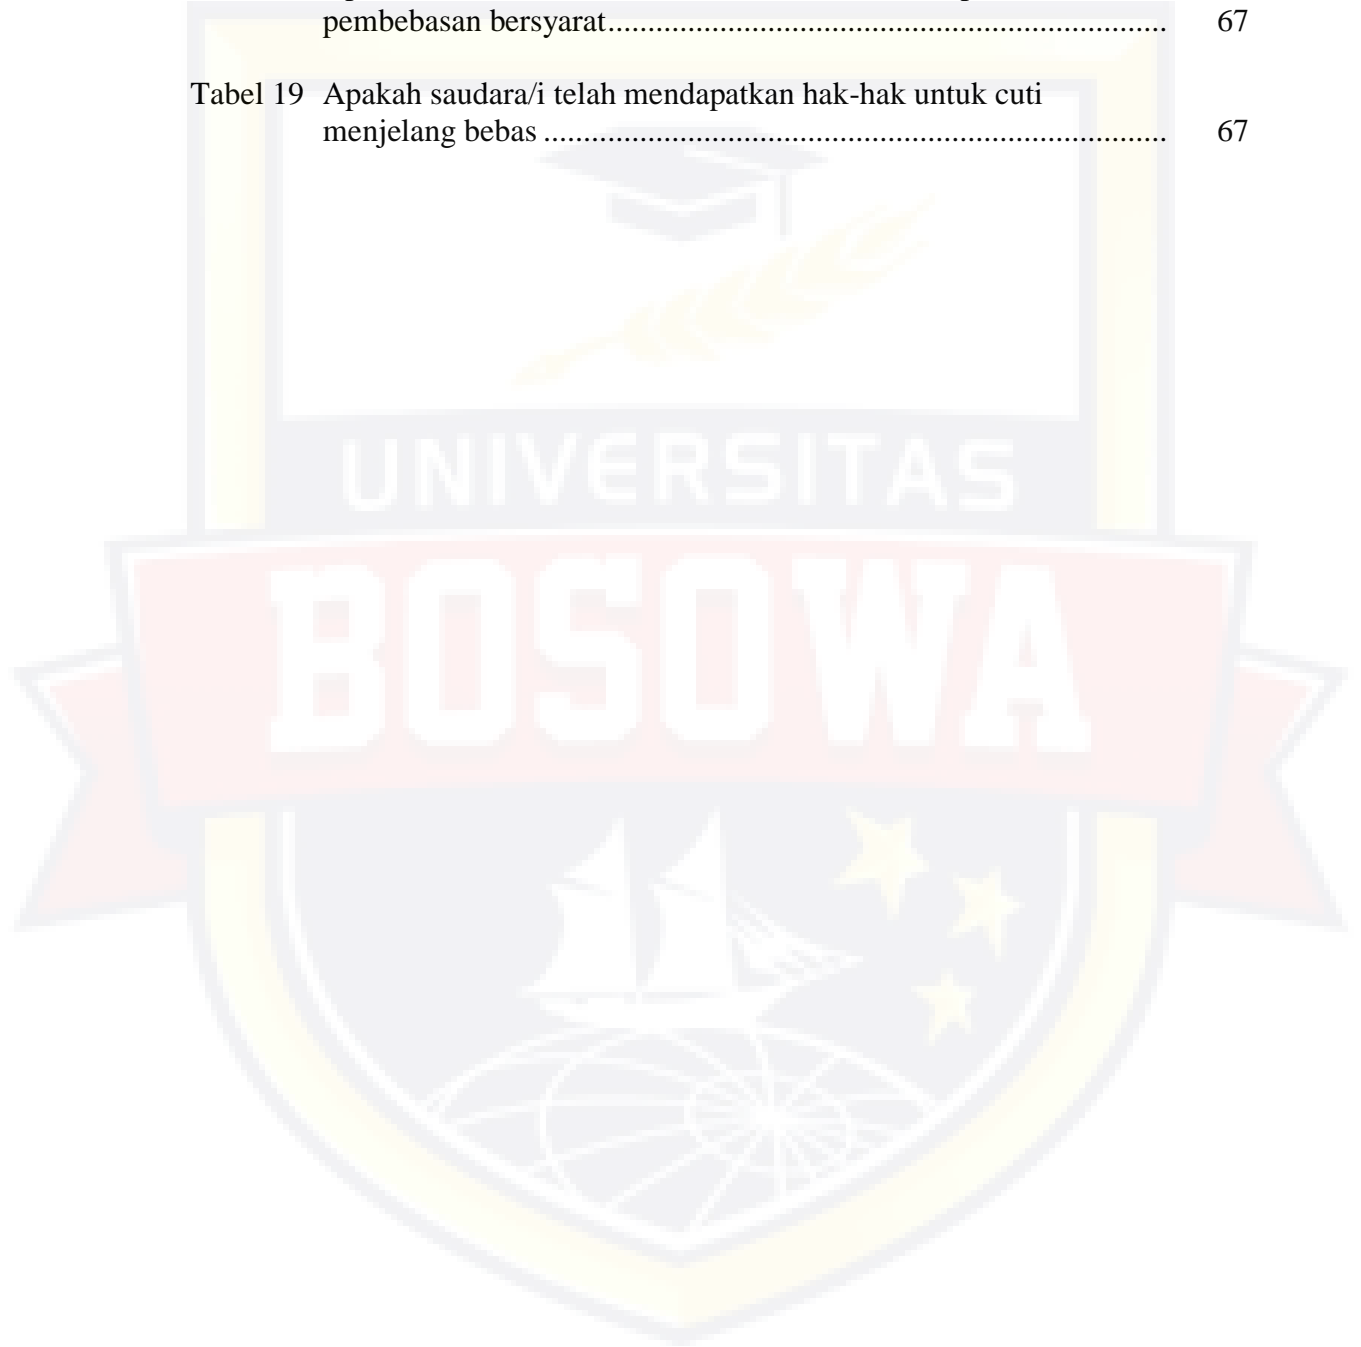 pembebasan bersyarat...................................................................... 67
Tabel 19 Apakah saudara/i telah mendapatkan hak-hak untuk cuti
menjelang bebas .............................................................................. 67
UNIVERSITAS
BOSOWA